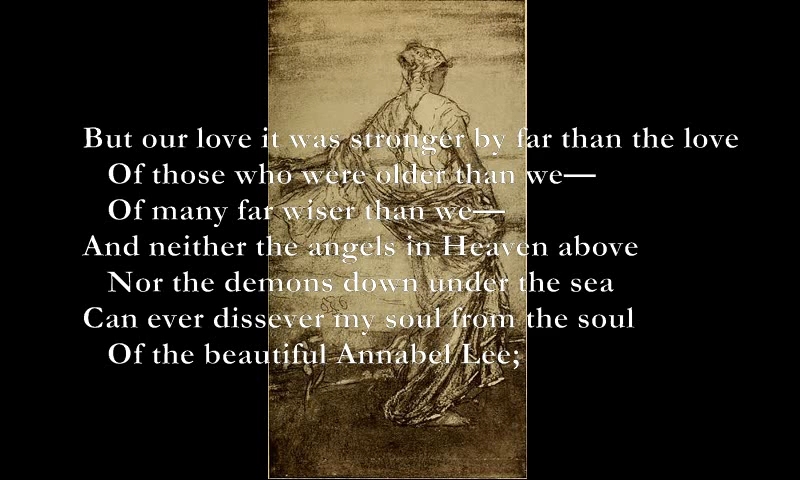 But our love it was stronger by far than the love
Of those who were older than we—
Of many far wiser than we—
And neither the angels in Heaven above
Nor the demons down under the sea
Can ever dissever my soul from the soul
Of the beautiful Annabel Lee;